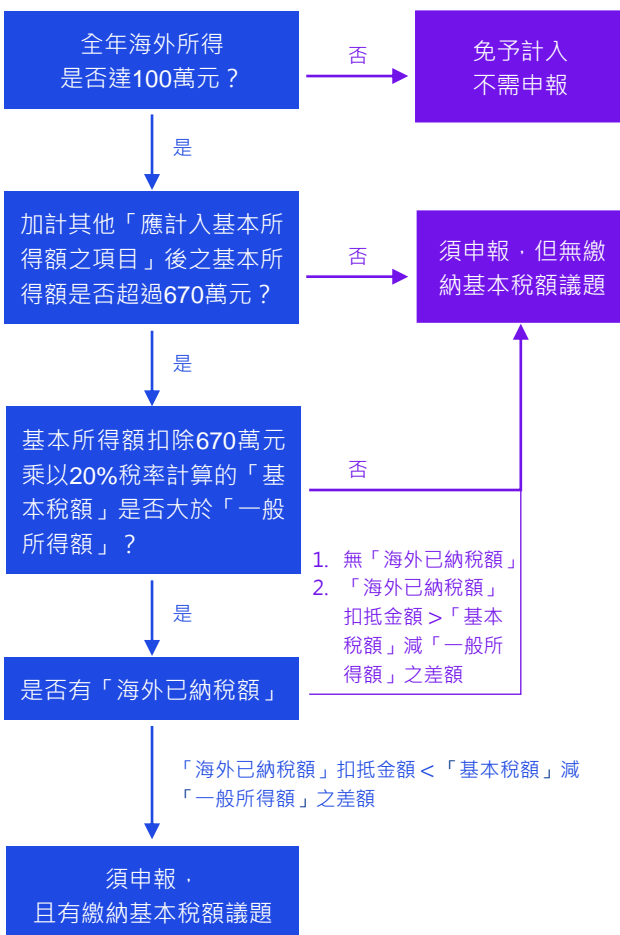 全年海外所得
是否達100萬元？
否
免予計入
不需申報
是
加計其他「應計入基本所
得額之項目」後之基本所
得額是否超過670萬元？
否
須申報，但無繳
納基本稅額議題
是
基本所得額扣除670萬元
乘以20%稅率計算的「基
本稅額」是否大於「一般
所得額」？
否
1. 無「海外已納稅額」
2. 「海外已納稅額」
扣抵金額＞「基本
稅額」減「一般所
得額」之差額
是
是否有「海外已納稅額」
「海外已納稅額」扣抵金額＜「基本稅額」減
「一般所得額」之差額
須申報，
且有繳納基本稅額議題